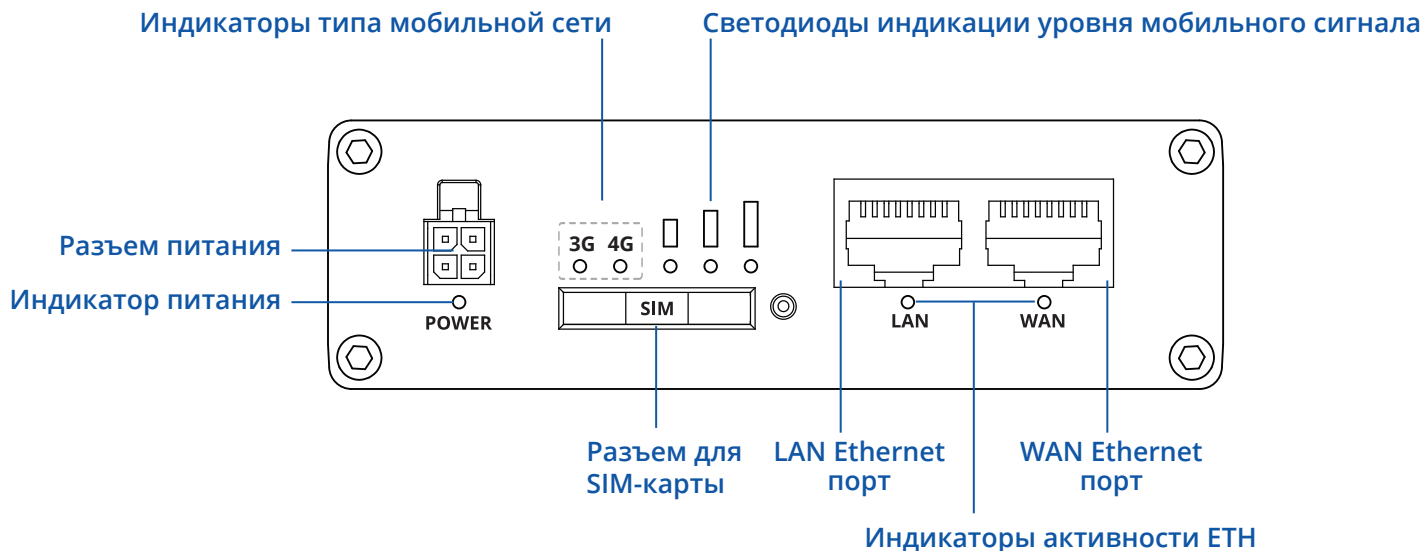 Индикаторы типа мобильной сети
Светодиоды индикации уровня мобильного сигнала
Разъем питания
3G 4G
Индикатор питания
POWER
SIM
LAN
WAN
Разъем для
SIM-карты
LAN Ethernet
порт
WAN Ethernet
порт
Индикаторы активности ETH